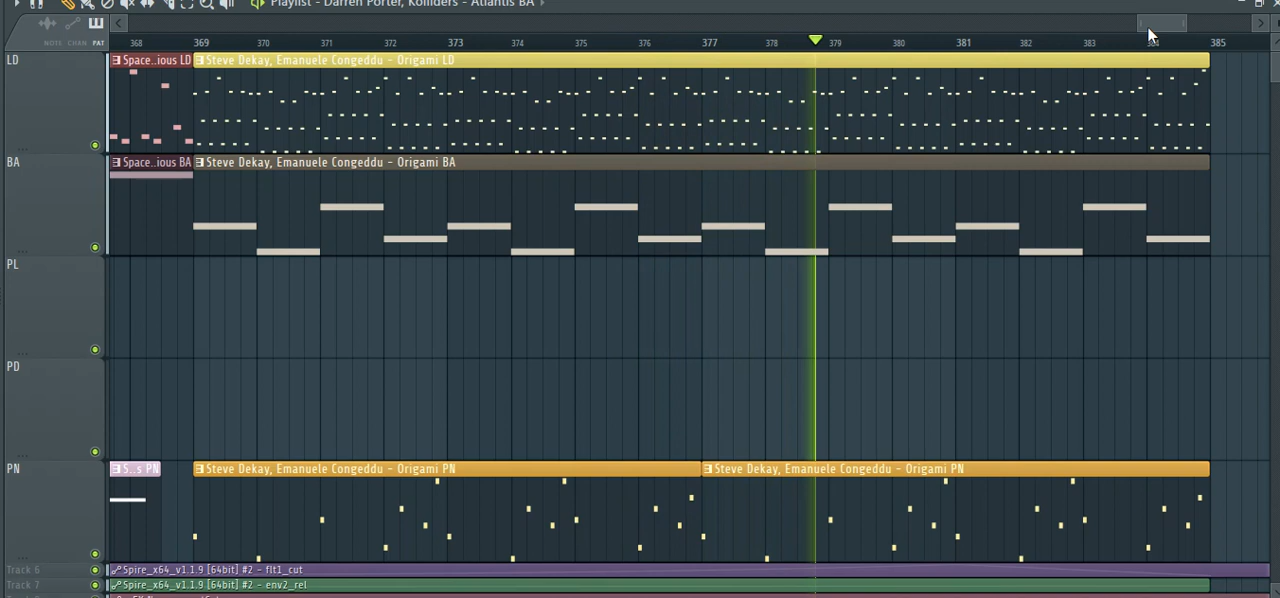 Playlist - Darren Porter, Kolliders - Atlantis BA
NOTE CHAN PAT
368 369 370 371 372 373 374 375 376 377 378 379 380 381 382 383 384 385
LD
Space..ious LD
Steve Dekay, Emanuele Congeddu - Origami LD
BA
Space..ious BA
Steve Dekay, Emanuele Congeddu - Origami BA
PL
PD
PN
S..s PN
Steve Dekay, Emanuele Congeddu - Origami PN
Steve Dekay, Emanuele Congeddu - Origami PN
Track 6
Spire_x64_v1.1.9 [64bit] #2 - flt1_cut
Track 7
Spire_x64_v1.1.9 [64bit] #2 - env2_rel